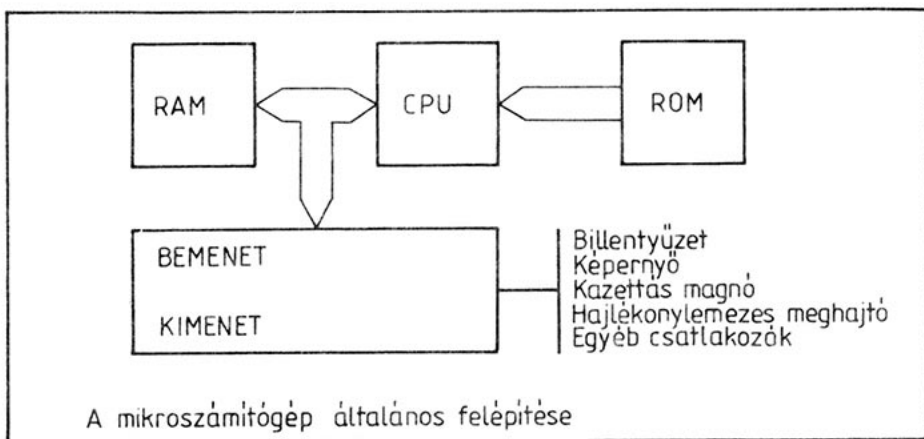 RAM
CPU
ROM
BEMENET
KIMENET
Billentyűzet
Képernyő
Kazettás magnó
Hajlékonylemezes meghajtó
Egyéb csatlakozók
A mikroszámítógép általános felépítése